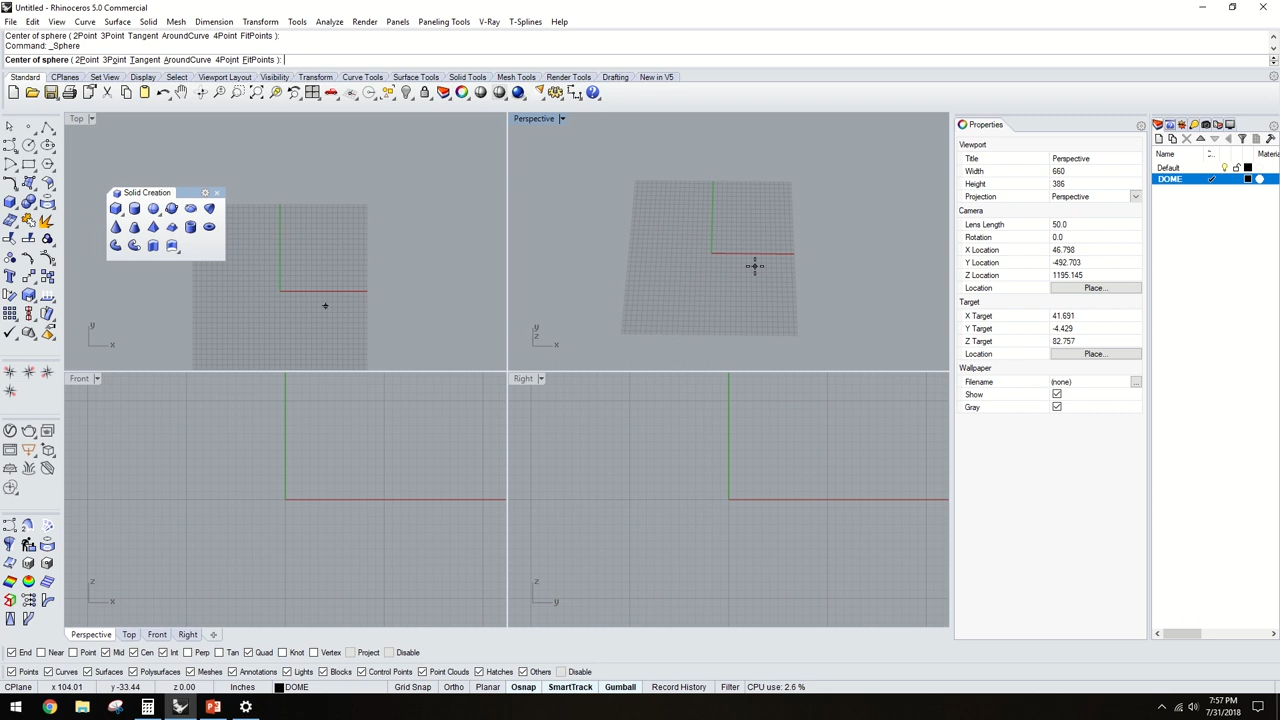 Untitled - Rhinoceros 5.0 Commercial
File Edit View Curve Surface Solid Mesh Dimension Transform Tools Analyze Render Panels Paneling Tools V-Ray T-Splines Help
Center of sphere ( 2Point 3Point Tangent AroundCurve 4Point FitPoints ):
Command: _Sphere
Center of sphere ( 2Point 3Point Tangent AroundCurve 4Point FitPoints ):
Standard CPlanes Set View Display Select Viewport Layout Visibility Transform Curve Tools Surface Tools Solid Tools Mesh Tools Render Tools Drafting New in V5
Top
Perspective
Solid Creation
y
x
y
z
x
Front
Right
z
x
z
y
Properties
Viewport
Title Perspective
Width 660
Height 386
Projection Perspective
Camera
Lens Length 50.0
Rotation 0.0
X Location 46.798
Y Location -492.703
Z Location 1195.145
Location Place...
Target
X Target 41.691
Y Target -4.429
Z Target 82.757
Location Place...
Wallpaper
Filename (none) ...
Show
Gray
Name Materia
Default
DOME
Perspective Top Front Right
End Near Point Mid Cen Int Perp Tan Quad Knot Vertex Project Disable
Points Curves Surfaces Polysurfaces Meshes Annotations Lights Blocks Control Points Point Clouds Hatches Others Disable
CPlane x 104.01 y -33.44 z 0.00 Inches DOME Grid Snap Ortho Planar Osnap SmartTrack Gumball Record History Filter CPU use: 2.6 %
7:57 PM
7/31/2018